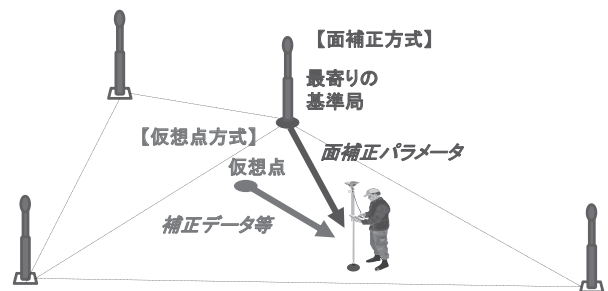 【面補正方式】
最寄りの
基準局
【仮想点方式】
面補正パラメータ
仮想点
補正データ等